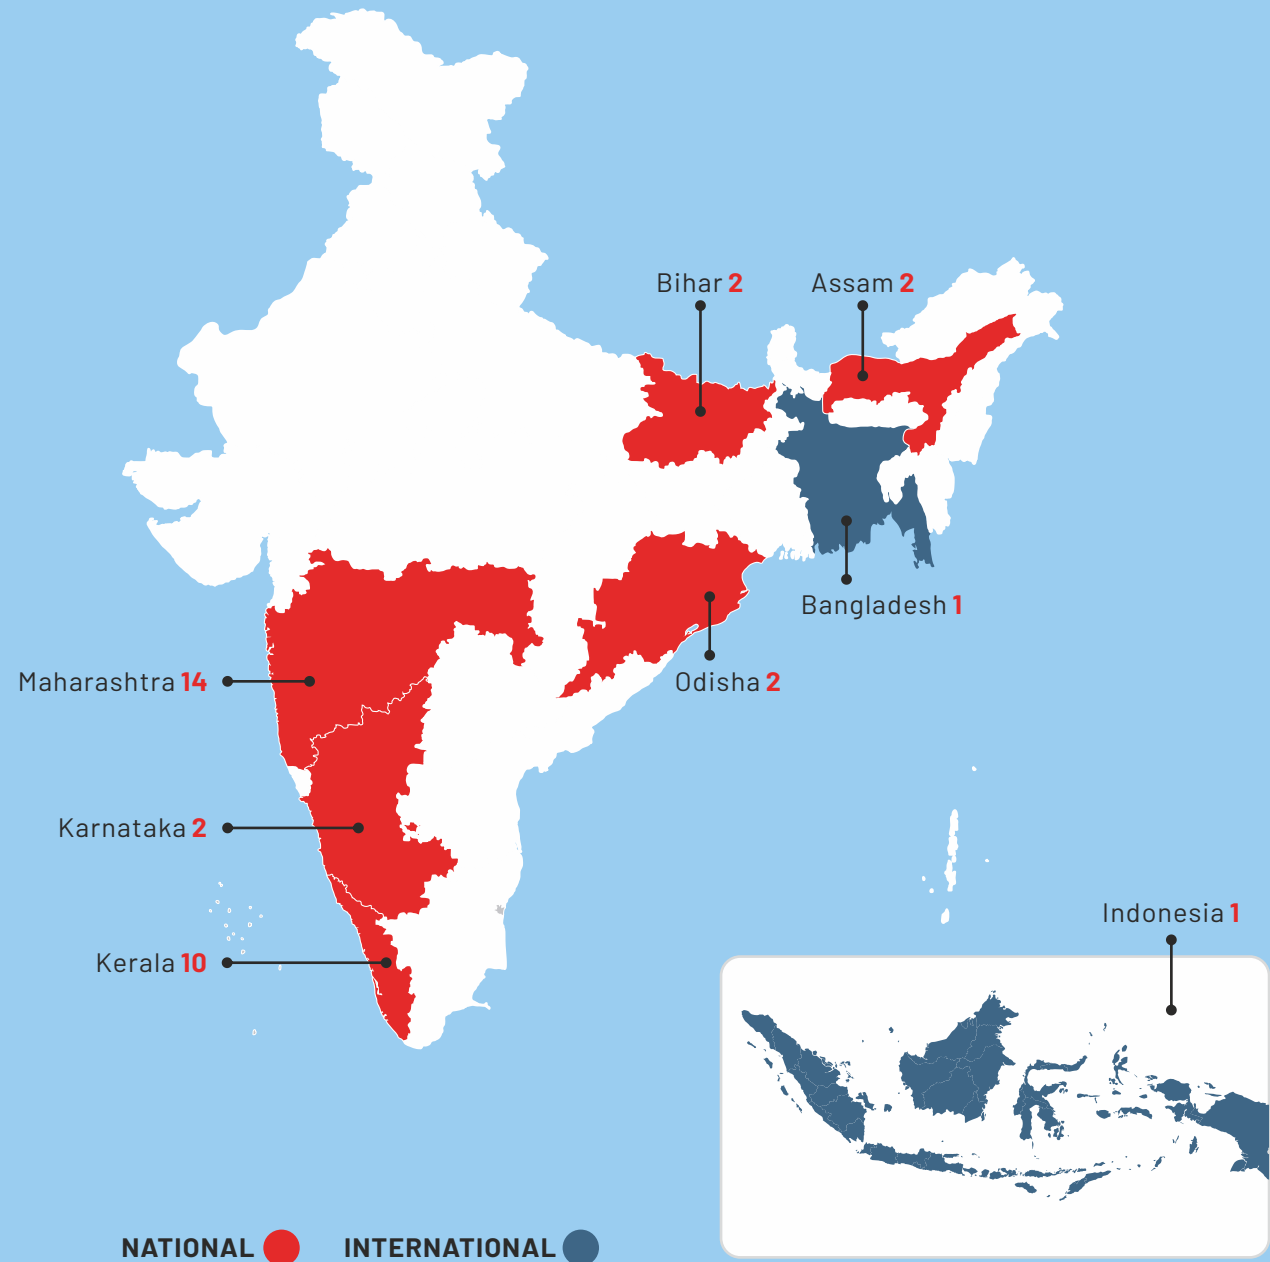 Bihar 2
Assam 2
Bangladesh 1
Maharashtra 14
Odisha 2
Karnataka 2
Indonesia 1
Kerala 10
NATIONAL
INTERNATIONAL